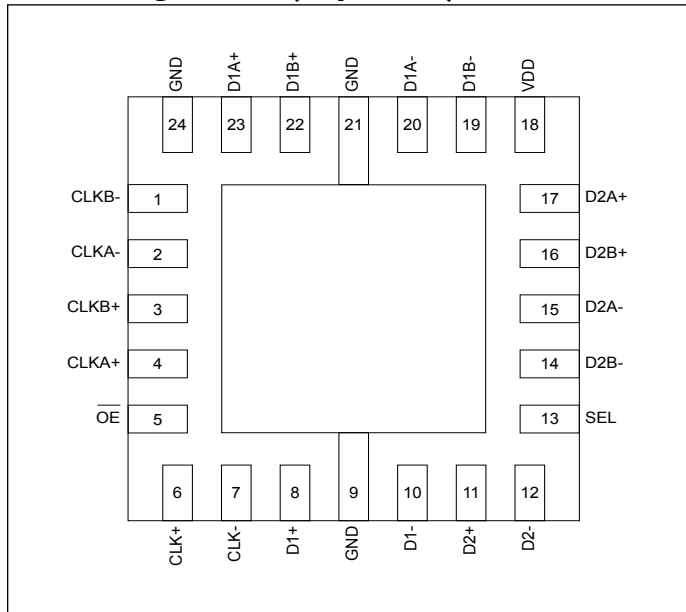 GND D1A+ D1B+ GND D1A- D1B- VDD
24 23 22 21 20 19 18
CLKB- 1 17 D2A+
CLKA- 2 16 D2B+
CLKB+ 3 15 D2A-
CLKA+ 4 14 D2B-
OE 5 13 SEL
6 7 8 9 10 11 12
CLK+ CLK- D1+ GND D1- D2+ D2-